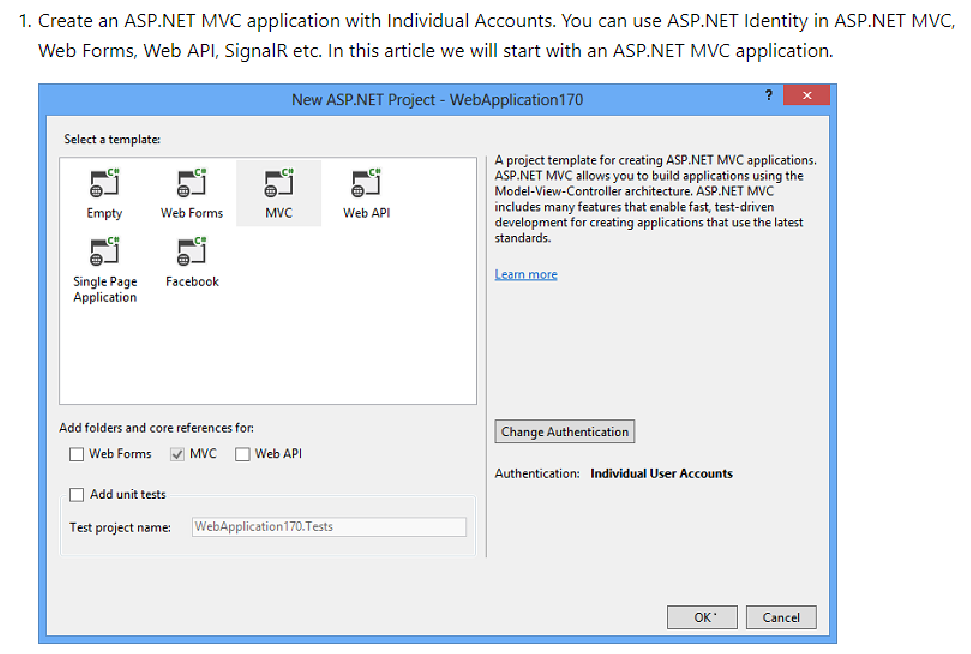 1. Create an ASP.NET MVC application with Individual Accounts. You can use ASP.NET Identity in ASP.NET MVC,
Web Forms, Web API, SignalR etc. In this article we will start with an ASP.NET MVC application.
New ASP.NET Project - WebApplication170
?
Select a template:
C# C# C# C#
Empty Web Forms MVC Web API
C# C#
Single Page Facebook
Application
A project template for creating ASP.NET MVC applications.
ASP.NET MVC allows you to build applications using the
Model-View-Controller architecture. ASP.NET MVC
includes many features that enable fast, test-driven
development for creating applications that use the latest
standards.
Learn more
Add folders and core references for:
Web Forms MVC Web API
Add unit tests
Test project name: WebApplication170.Tests
Change Authentication
Authentication: Individual User Accounts
OK Cancel